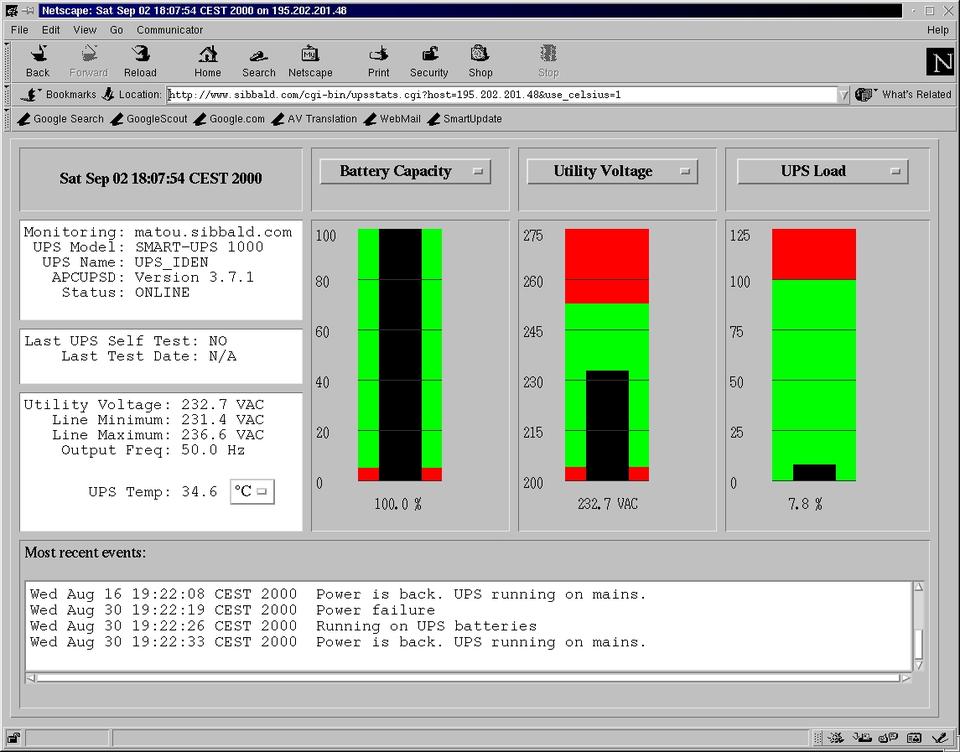 Netscape: Sat Sep 02 18:07:54 CEST 2000 on 195.202.201.48
File Edit View Go Communicator Help
Back Forward Reload Home Search Netscape Print Security Shop Stop
My
N
Bookmarks Location: http://www.sibbald.com/cgi-bin/upsstats.cgi?host=195.202.201.48&use_celsius=1 What's Related
Google Search GoogleScout Google.com AV Translation WebMail SmartUpdate
Sat Sep 02 18:07:54 CEST 2000
Monitoring: matou.sibbald.com
UPS Model: SMART-UPS 1000
UPS Name: UPS_IDEN
APCUPSD: Version 3.7.1
Status: ONLINE
Last UPS Self Test: NO
Last Test Date: N/A
Utility Voltage: 232.7 VAC
Line Minimum: 231.4 VAC
Line Maximum: 236.6 VAC
Output Freq: 50.0 Hz
UPS Temp: 34.6 °C
Battery Capacity
100
80
60
40
20
0
100.0 %
Utility Voltage
275
260
245
230
215
200
232.7 VAC
UPS Load
125
100
75
50
25
0
7.8 %
Most recent events:
Wed Aug 16 19:22:08 CEST 2000 Power is back. UPS running on mains.
Wed Aug 30 19:22:19 CEST 2000 Power failure
Wed Aug 30 19:22:26 CEST 2000 Running on UPS batteries
Wed Aug 30 19:22:33 CEST 2000 Power is back. UPS running on mains.